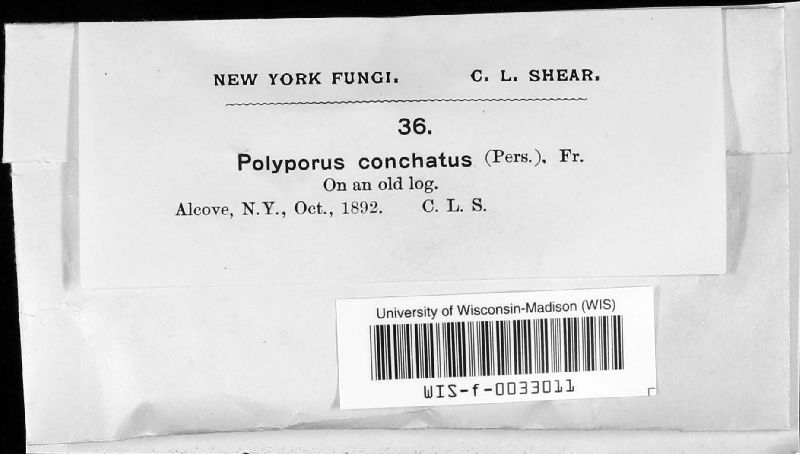 NEW YORK FUNGI. C. L. SHEAR.
36.
Polyporus conchatus (Pers.), Fr.
On an old log.
Alcove, N.Y., Oct., 1892. C. L. S.
University of Wisconsin-Madison (WIS)
WIS-f-0033011